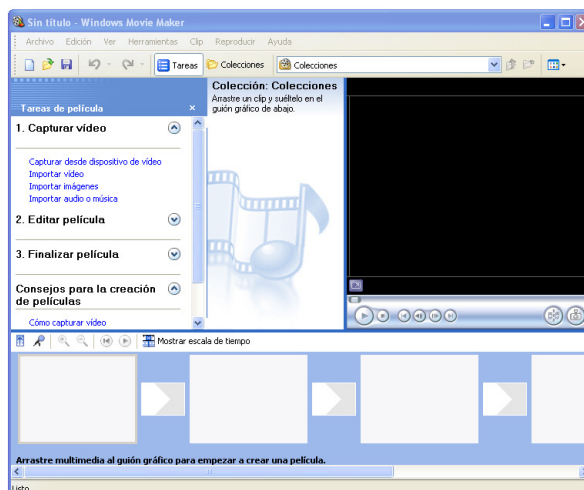 Sin título - Windows Movie Maker
Archivo Edición Ver Herramientas Clip Reproducir Ayuda
Tareas Colecciones Colecciones
Tareas de película
Colección: Colecciones
Arrastre un clip y suéltelo en el
guión gráfico de abajo.
1. Capturar vídeo
Capturar desde dispositivo de vídeo
Importar vídeo
Importar imágenes
Importar audio o música
2. Editar película
3. Finalizar película
Consejos para la creación
de películas
Cómo capturar vídeo
Mostrar escala de tiempo
Arrastre multimedia al guión gráfico para empezar a crear una película.
Listo